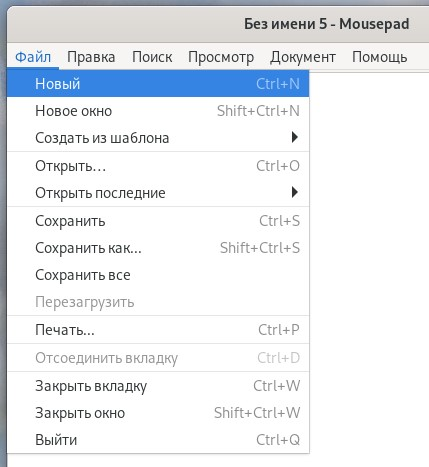 Без имени 5 - Mousepad
Файл Правка Поиск Просмотр Документ Помощь
Новый Ctrl+N
Новое окно Shift+Ctrl+N
Создать из шаблона
Открыть... Ctrl+O
Открыть последние
Сохранить Ctrl+S
Сохранить как... Shift+Ctrl+S
Сохранить все
Перезагрузить
Печать... Ctrl+P
Отсоединить вкладку Ctrl+D
Закрыть вкладку Ctrl+W
Закрыть окно Shift+Ctrl+W
Выйти Ctrl+Q